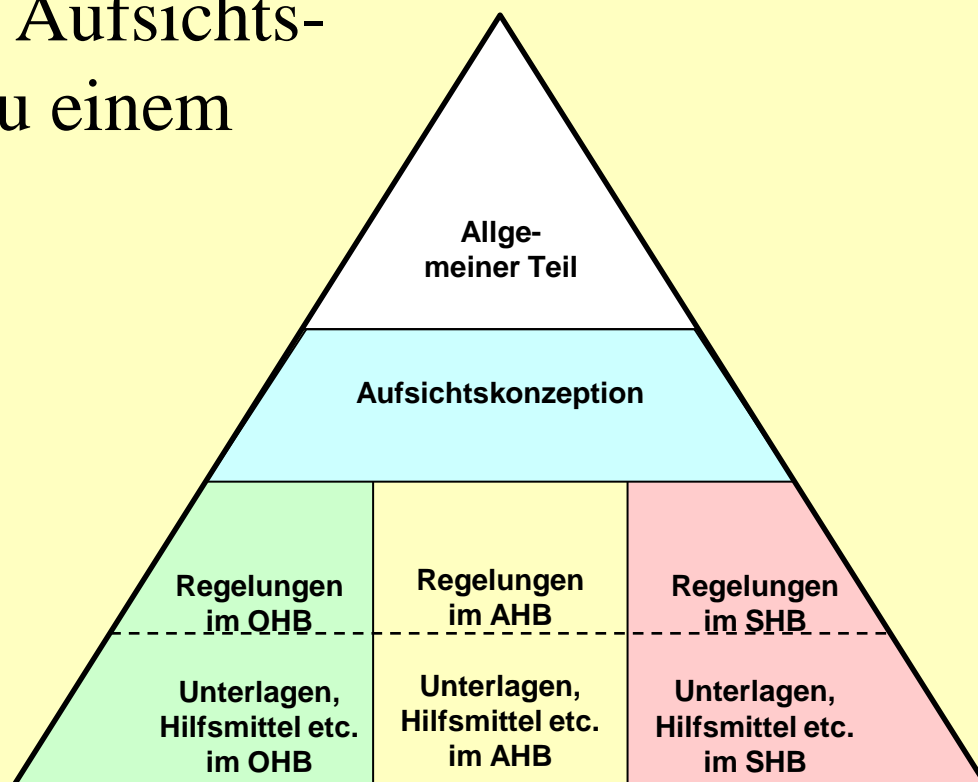 Aufsichts-
u einem
Allge-
meiner Teil
Aufsichtskonzeption
Regelungen
im OHB
Regelungen
im AHB
Regelungen
im SHB
Unterlagen,
Hilfsmittel etc.
im OHB
Unterlagen,
Hilfsmittel etc.
im AHB
Unterlagen,
Hilfsmittel etc.
im SHB